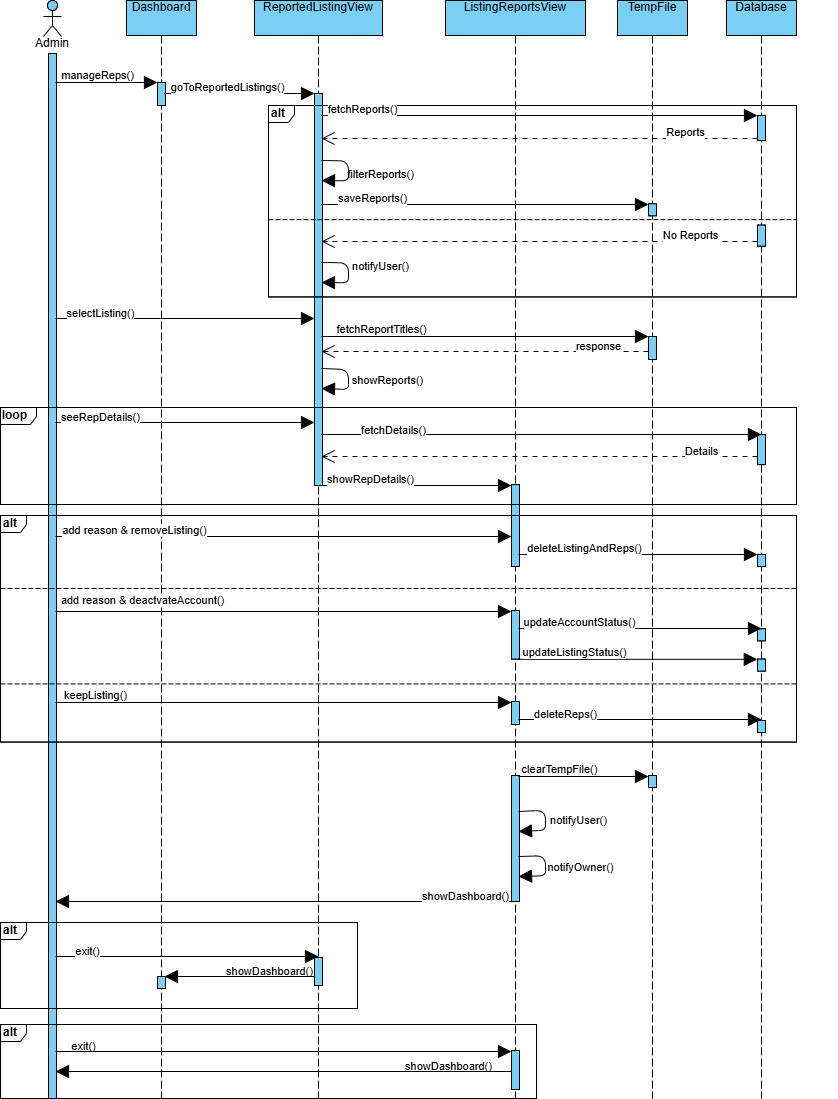 Dashboard
ReportedListingView
ListingReportsView
TempFile
Database
Admin
manageReps()
goToReportedListings()
alt
fetchReports()
Reports
filterReports()
saveReports()
No Reports
notifyUser()
selectListing()
fetchReportTitles()
response
showReports()
loop
seeRepDetails()
fetchDetails()
Details
showRepDetails()
alt
add reason & removeListing()
deleteListingAndReps()
add reason & deactvateAccount()
updateAccountStatus()
updateListingStatus()
keepListing()
deleteReps()
clearTempFile()
notifyUser()
notifyOwner()
showDashboard()
alt
exit()
showDashboard()
alt
exit()
showDashboard()